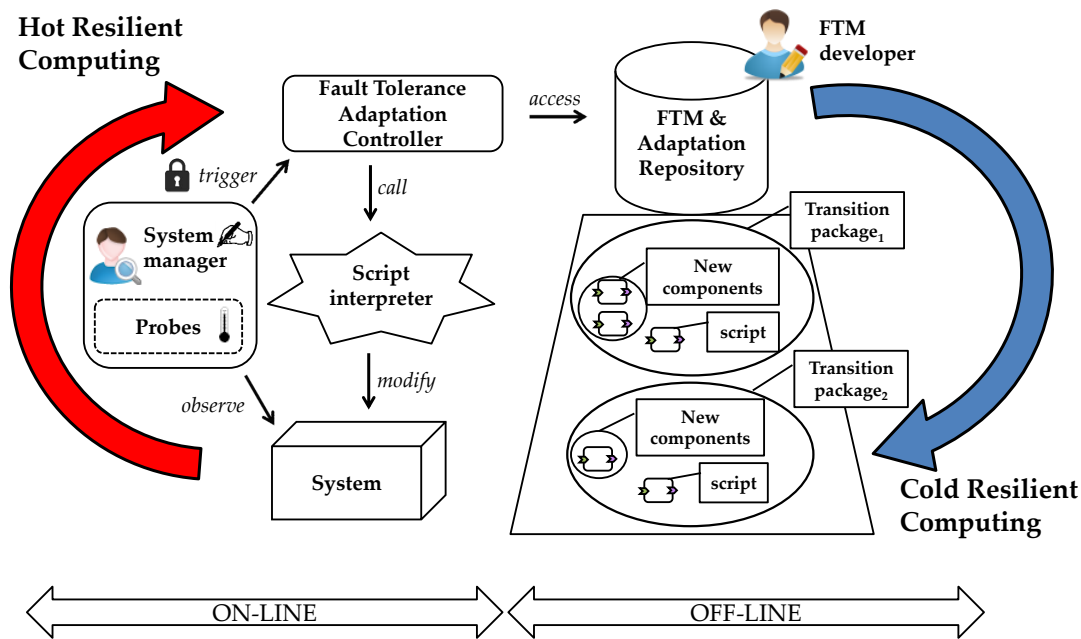 Hot Resilient
Computing
FTM
developer
Fault Tolerance
Adaptation
Controller
access
FTM &
Adaptation
Repository
trigger
call
System
manager
Probes
Script
interpreter
observe
modify
System
Transition
package₁
New
components
script
Transition
package₂
New
components
script
Cold Resilient
Computing
ON-LINE
OFF-LINE